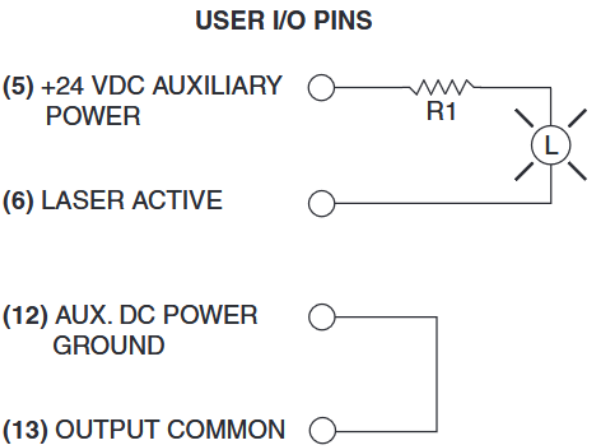 USER I/O PINS
(5) +24 VDC AUXILIARY
POWER
R1
L
(6) LASER ACTIVE
(12) AUX. DC POWER
GROUND
(13) OUTPUT COMMON